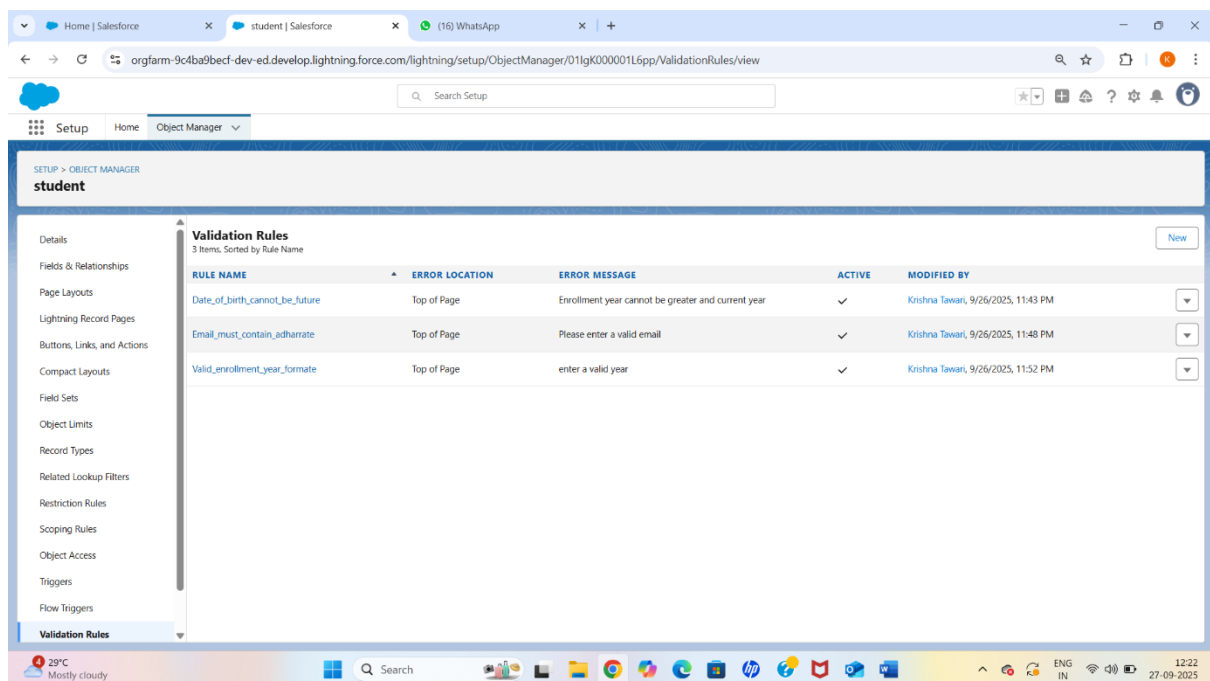 Home | Salesforce
student | Salesforce
(16) WhatsApp
orgfarm-9c4ba9becf-dev-ed.develop.lightning.force.com/lightning/setup/ObjectManager/01IgK000001L6pp/ValidationRules/view
K
Search Setup
Setup Home Object Manager
SETUP > OBJECT MANAGER
student
Details
Fields & Relationships
Page Layouts
Lightning Record Pages
Buttons, Links, and Actions
Compact Layouts
Field Sets
Object Limits
Record Types
Related Lookup Filters
Restriction Rules
Scoping Rules
Object Access
Triggers
Flow Triggers
Validation Rules
Validation Rules
3 Items, Sorted by Rule Name
New
RULE NAME ERROR LOCATION ERROR MESSAGE ACTIVE MODIFIED BY
Date_of_birth_cannot_be_future Top of Page Enrollment year cannot be greater and current year Krishna Tawari, 9/26/2025, 11:43 PM
Email_must_contain_adharrate Top of Page Please enter a valid email Krishna Tawari, 9/26/2025, 11:48 PM
Valid_enrollment_year_formate Top of Page enter a valid year Krishna Tawari, 9/26/2025, 11:52 PM
4
29°C
Mostly cloudy
Search
hp
ENG
IN
12:22
27-09-2025